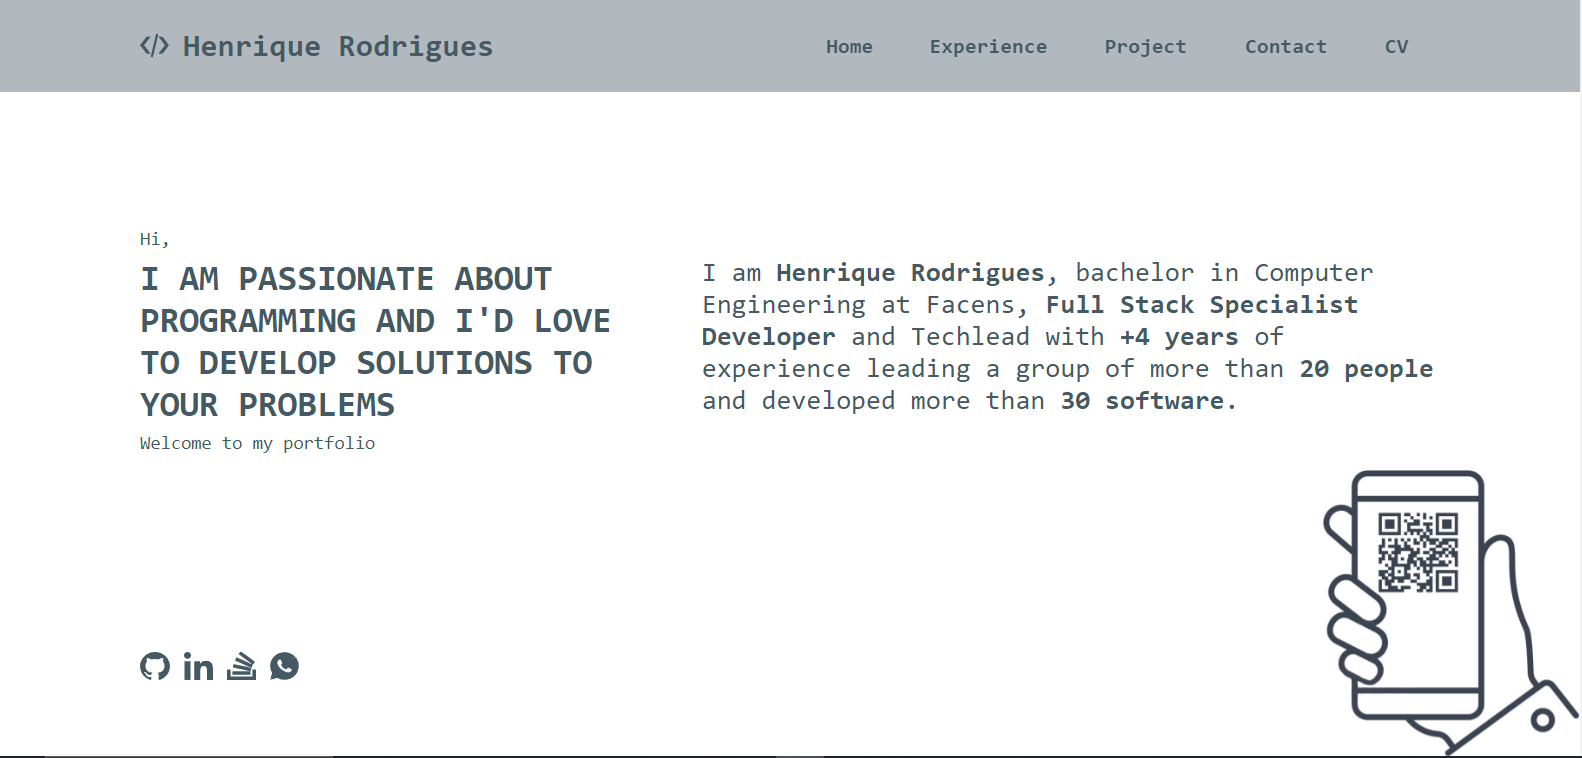 </> Henrique Rodrigues
Home Experience Project Contact CV
Hi,
I AM PASSIONATE ABOUT
PROGRAMMING AND I'D LOVE
TO DEVELOP SOLUTIONS TO
YOUR PROBLEMS
Welcome to my portfolio
I am Henrique Rodrigues, bachelor in Computer
Engineering at Facens, Full Stack Specialist
Developer and Techlead with +4 years of
experience leading a group of more than 20 people
and developed more than 30 software.
in